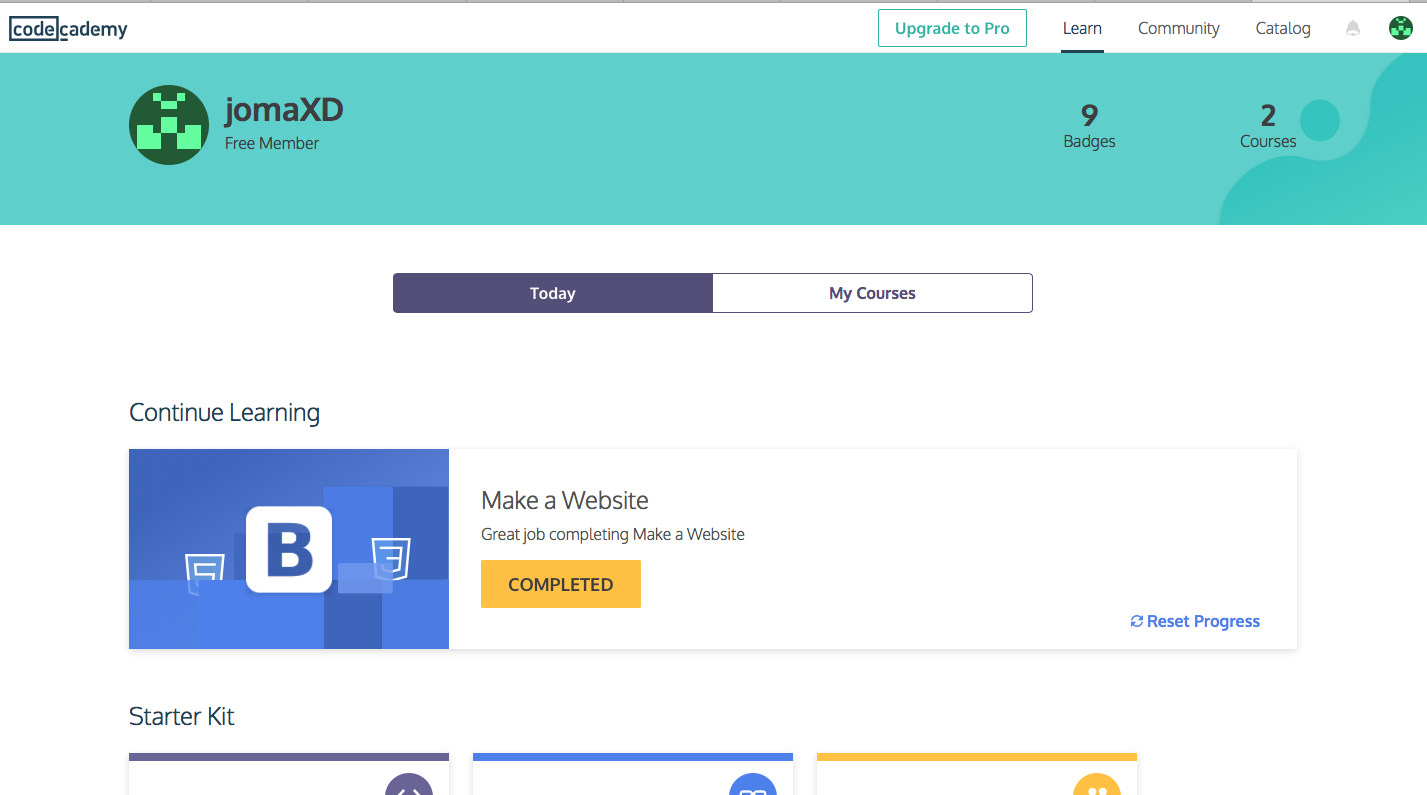 codecademy
Upgrade to Pro
Learn
Community
Catalog
jomaXD
Free Member
9
Badges
2
Courses
Today
My Courses
Continue Learning
B
Make a Website
Great job completing Make a Website
COMPLETED
Reset Progress
Starter Kit